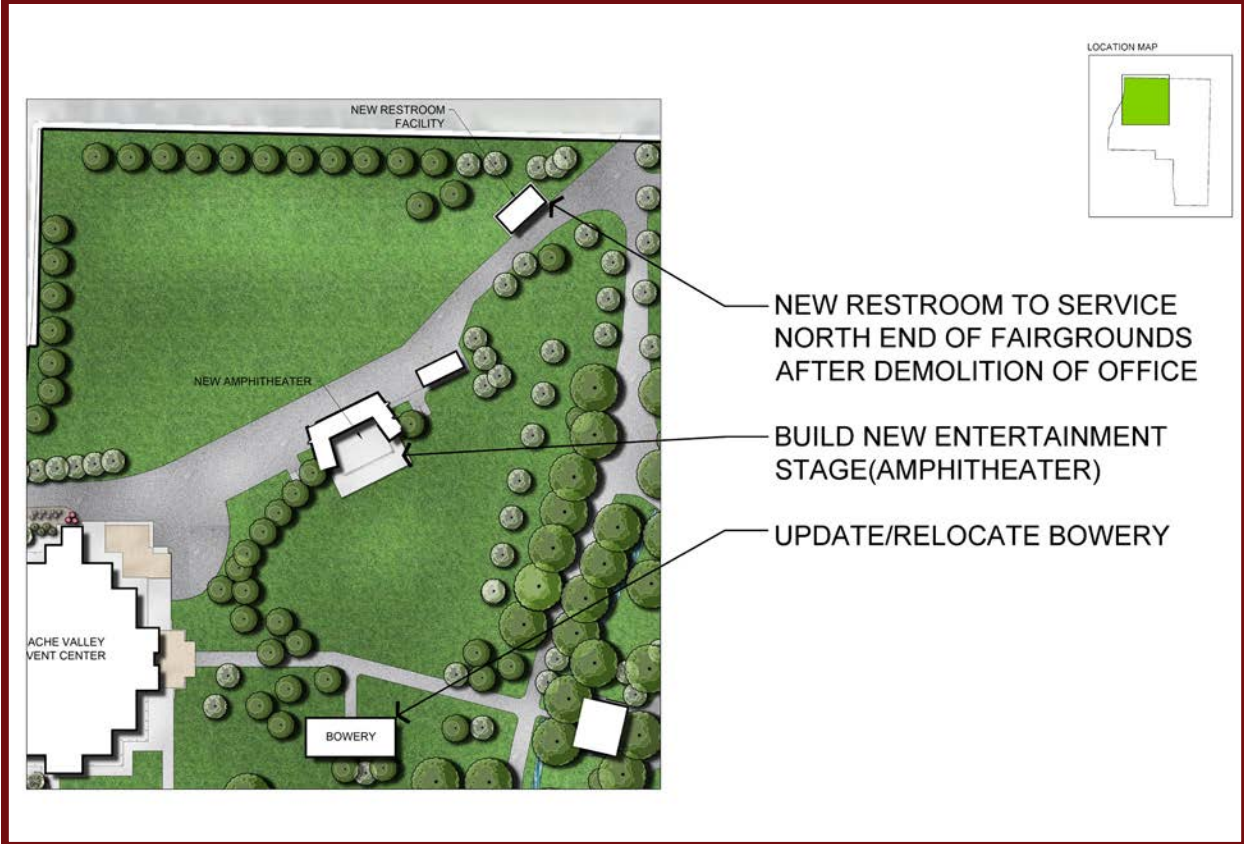 LOCATION MAP
NEW RESTROOM
FACILITY
NEW RESTROOM TO SERVICE
NORTH END OF FAIRGROUNDS
AFTER DEMOLITION OF OFFICE
NEW AMPHITHEATER
BUILD NEW ENTERTAINMENT
STAGE(AMPHITHEATER)
UPDATE/RELOCATE BOWERY
ACHE VALLEY
VENT CENTER
BOWERY